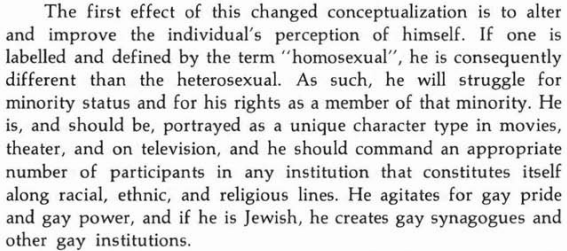 The first effect of this changed conceptualization is to alter
and improve the individual's perception of himself. If one is
labelled and defined by the term "homosexual", he is consequently
different than the heterosexual. As such, he will struggle for
minority status and for his rights as a member of that minority. He
is, and should be, portrayed as a unique character type in movies,
theater, and on television, and he should command an appropriate
number of participants in any institution that constitutes itself
along racial, ethnic, and religious lines. He agitates for gay pride
and gay power, and if he is Jewish, he creates gay synagogues and
other gay institutions.